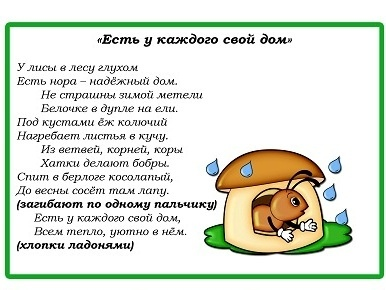 «Есть у каждого свой дом»
У лисы в лесу глухом
Есть нора – надёжный дом.
Не страшны зимой метели
Белочке в дупле на ели.
Под кустами ёж колючий
Нагребает листья в кучу.
Из ветвей, корней, коры
Хатки делают бобры.
Спит в берлоге косолапый,
До весны сосёт там лапу.
(загибают по одному пальчику)
Есть у каждого свой дом,
Всем тепло, уютно в нём.
(хлопки ладонями)